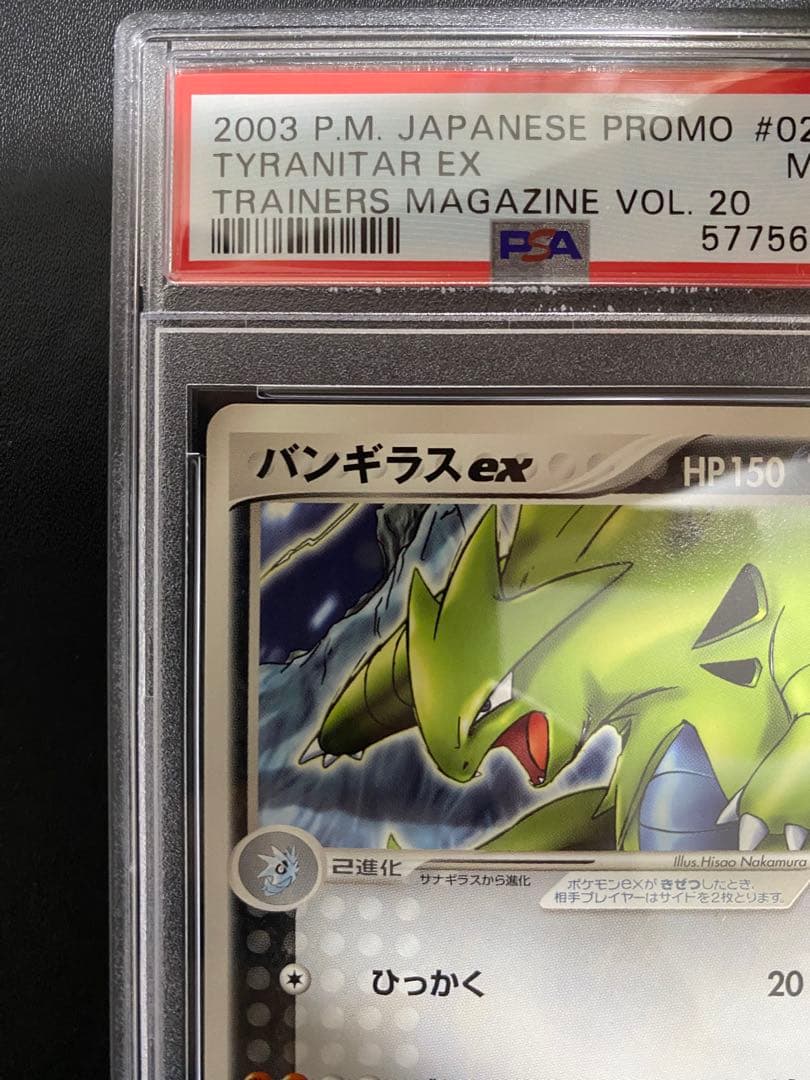 2003 P.M. JAPANESE PROMO #02
TYRANITAR EX M
TRAINERS MAGAZINE VOL. 20
PSA 57756
バンギラスex HP150
Illus.Hisao Nakamura
2進化 サナギラスから進化
ポケモンexがきぜつしたとき、
相手プレイヤーはサイドを2枚とります。
ひっかく 20